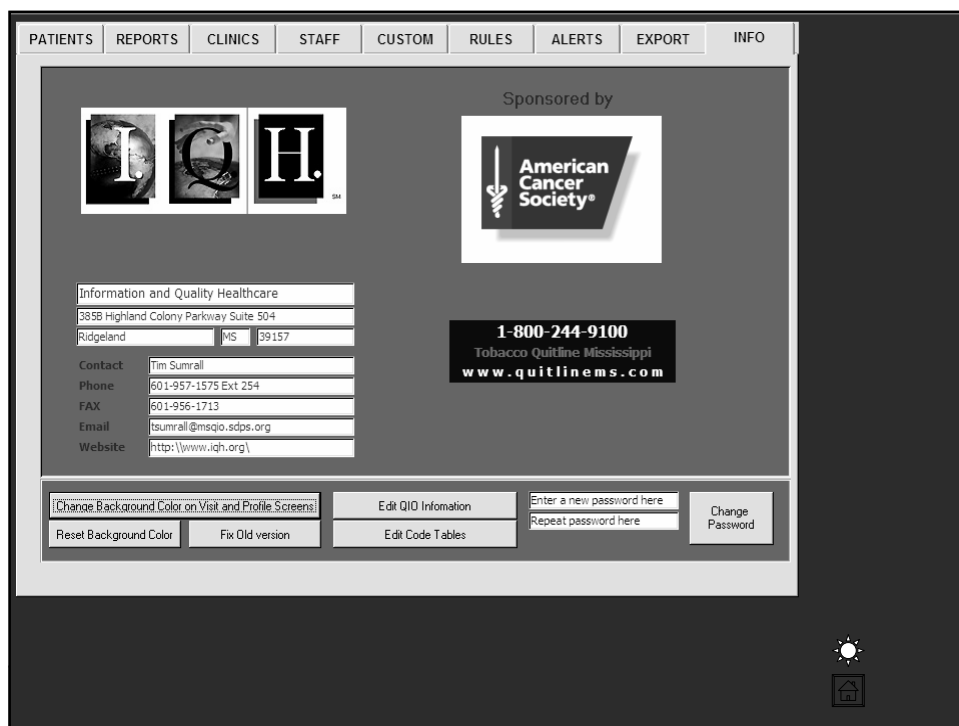 PATIENTS REPORTS CLINICS STAFF CUSTOM RULES ALERTS EXPORT INFO
I. Q H. SM
Sponsored by
American
Cancer
Society®
Information and Quality Healthcare
385B Highland Colony Parkway Suite 504
Ridgeland MS 39157
Contact Tim Sumrall
Phone 601-957-1575 Ext 254
FAX 601-956-1713
Email tsumrall@msqio.sdps.org
Website http:\\www.iqh.org\
1-800-244-9100
Tobacco Quitline Mississippi
www.quitlinems.com
Change Background Color on Visit and Profile Screens
Reset Background Color Fix Old version
Edit QIO Infomation
Edit Code Tables
Enter a new password here
Repeat password here
Change
Password